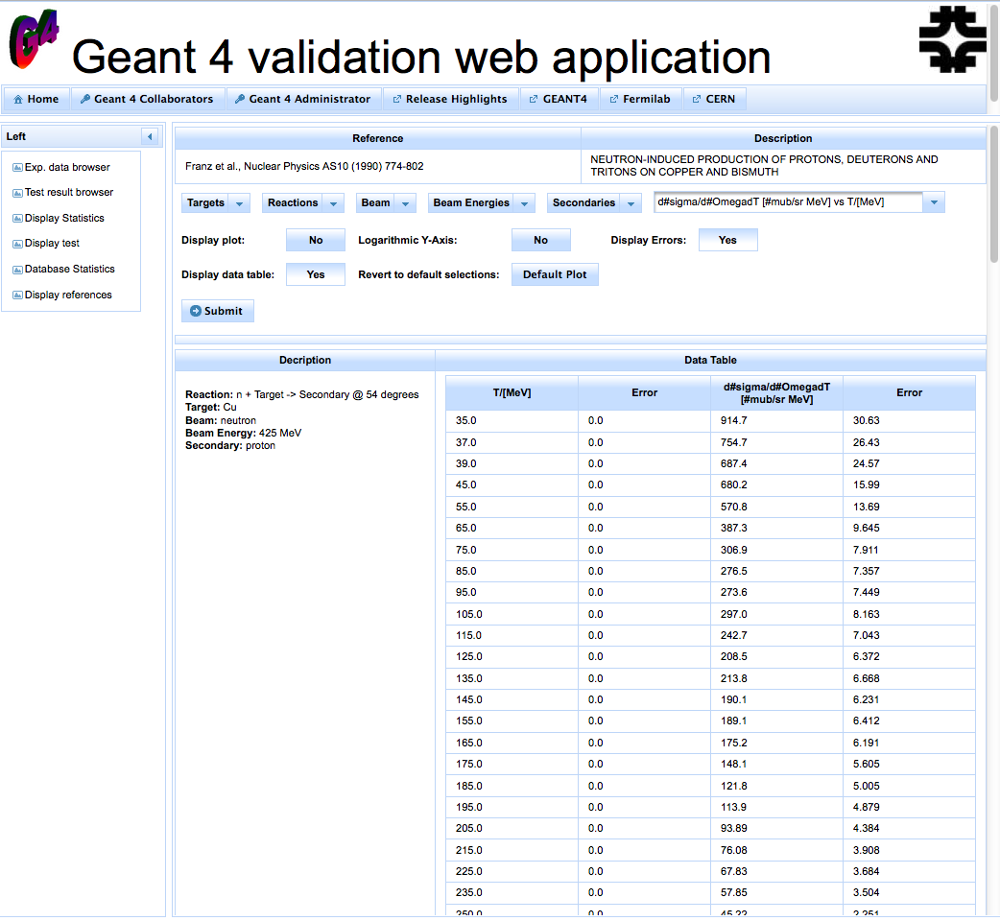 G4
Geant 4 validation web application
Home Geant 4 Collaborators Geant 4 Administrator Release Highlights GEANT4 Fermilab CERN
Left
Exp. data browser
Test result browser
Display Statistics
Display test
Database Statistics
Display references
Reference Description
Franz et al., Nuclear Physics AS10 (1990) 774-802
NEUTRON-INDUCED PRODUCTION OF PROTONS, DEUTERONS AND
TRITONS ON COPPER AND BISMUTH
Targets Reactions Beam Beam Energies Secondaries d#sigma/d#OmegadT [#mub/sr MeV] vs T/[MeV]
Display plot: No Logarithmic Y-Axis: No Display Errors: Yes
Display data table: Yes Revert to default selections: Default Plot
Submit
Decription Data Table
Reaction: n + Target -> Secondary @ 54 degrees
Target: Cu
Beam: neutron
Beam Energy: 425 MeV
Secondary: proton
T/[MeV] Error d#sigma/d#OmegadT [#mub/sr MeV] Error
35.0 0.0 914.7 30.63
37.0 0.0 754.7 26.43
39.0 0.0 687.4 24.57
45.0 0.0 680.2 15.99
55.0 0.0 570.8 13.69
65.0 0.0 387.3 9.645
75.0 0.0 306.9 7.911
85.0 0.0 276.5 7.357
95.0 0.0 273.6 7.449
105.0 0.0 297.0 8.163
115.0 0.0 242.7 7.043
125.0 0.0 208.5 6.372
135.0 0.0 213.8 6.668
145.0 0.0 190.1 6.231
155.0 0.0 189.1 6.412
165.0 0.0 175.2 6.191
175.0 0.0 148.1 5.605
185.0 0.0 121.8 5.005
195.0 0.0 113.9 4.879
205.0 0.0 93.89 4.384
215.0 0.0 76.08 3.908
225.0 0.0 67.83 3.684
235.0 0.0 57.85 3.504
250.0 0.0 45.22